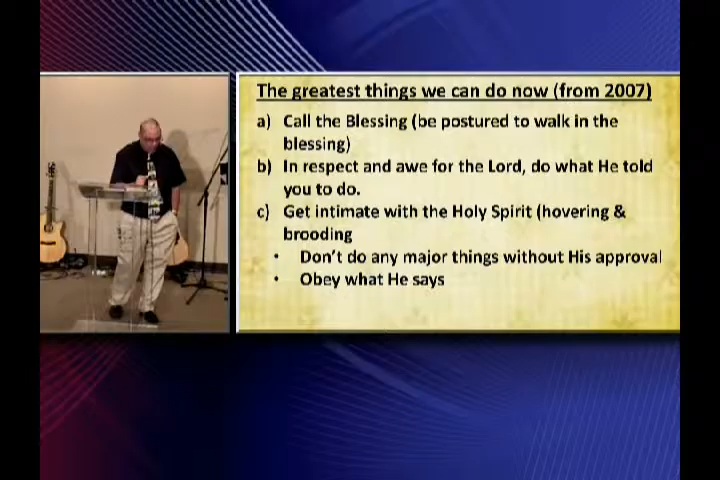 The greatest things we can do now (from 2007)
a) Call the Blessing (be postured to walk in the
blessing)
b) In respect and awe for the Lord, do what He told
you to do.
c) Get intimate with the Holy Spirit (hovering &
brooding
• Don't do any major things without His approval
• Obey what He says